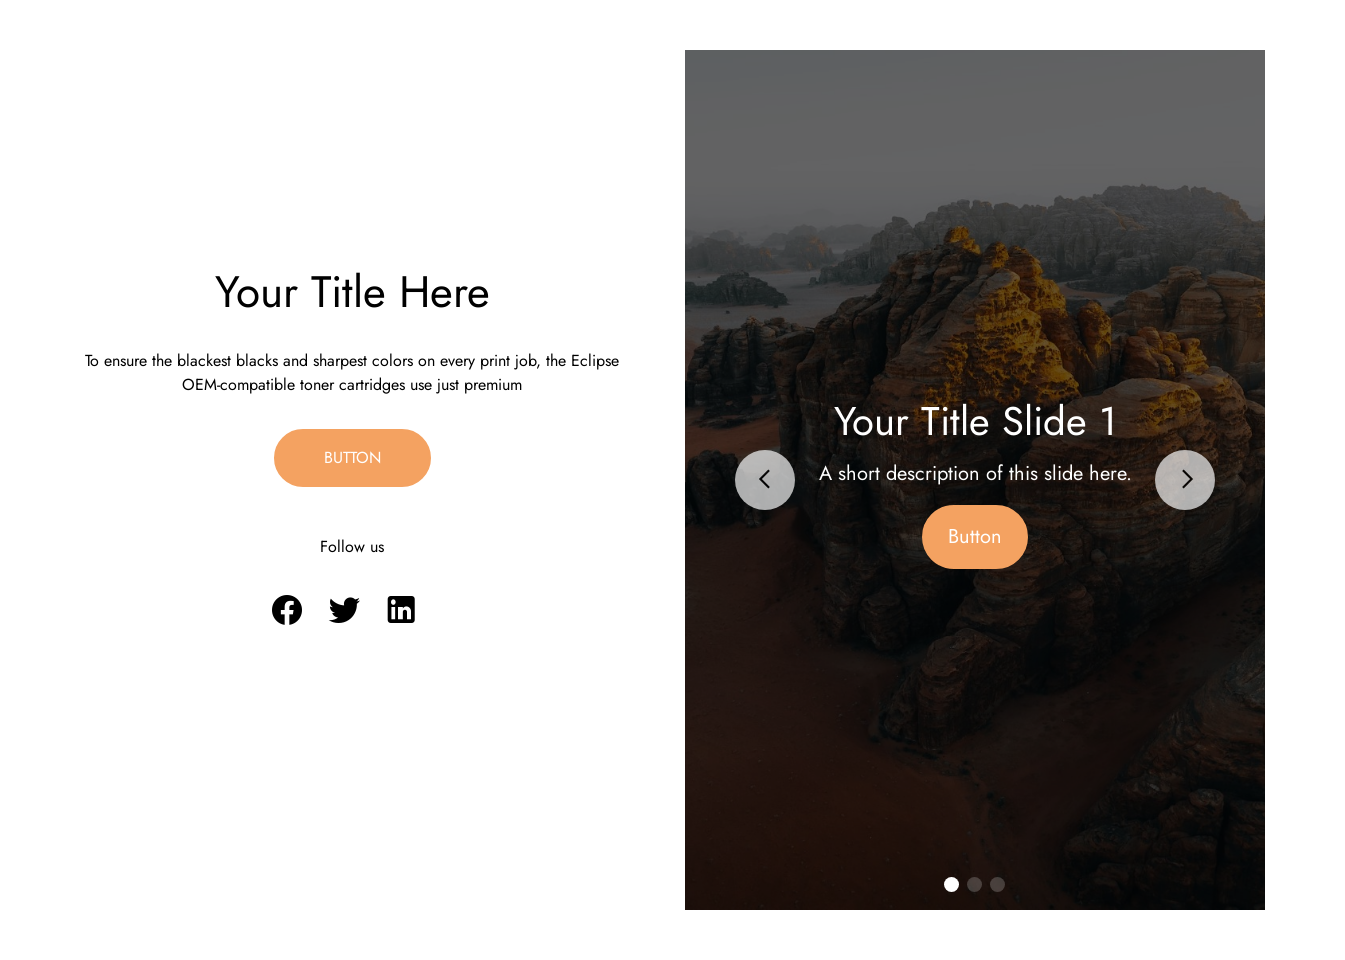 Your Title Here
To ensure the blackest blacks and sharpest colors on every print job, the Eclipse
OEM-compatible toner cartridges use just premium
BUTTON
Follow us
Your Title Slide 1
A short description of this slide here.
Button